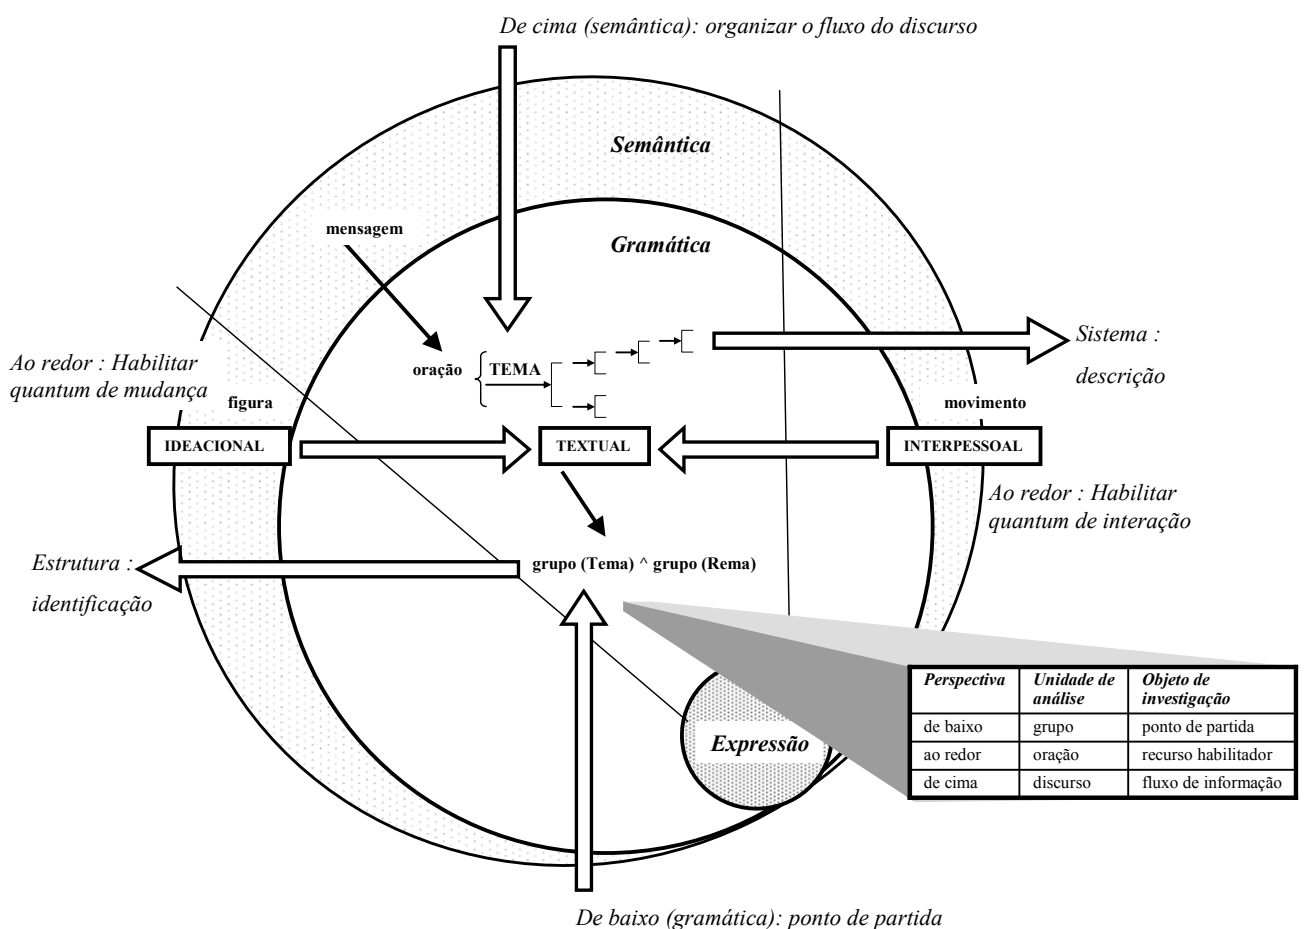 De cima (semântica): organizar o fluxo do discurso
Semântica
mensagem
Gramática
Sistema :
descrição
Ao redor : Habilitar
quantum de mudança
oração
TEMA
figura
movimento
IDEACIONAL
TEXTUAL
INTERPESSOAL
Ao redor : Habilitar
quantum de interação
Estrutura :
identificação
grupo (Tema) ^ grupo (Rema)
Perspectiva Unidade de análise Objeto de investigação
de baixo grupo ponto de partida
ao redor oração recurso habilitador
de cima discurso fluxo de informação
Expressão
De baixo (gramática): ponto de partida